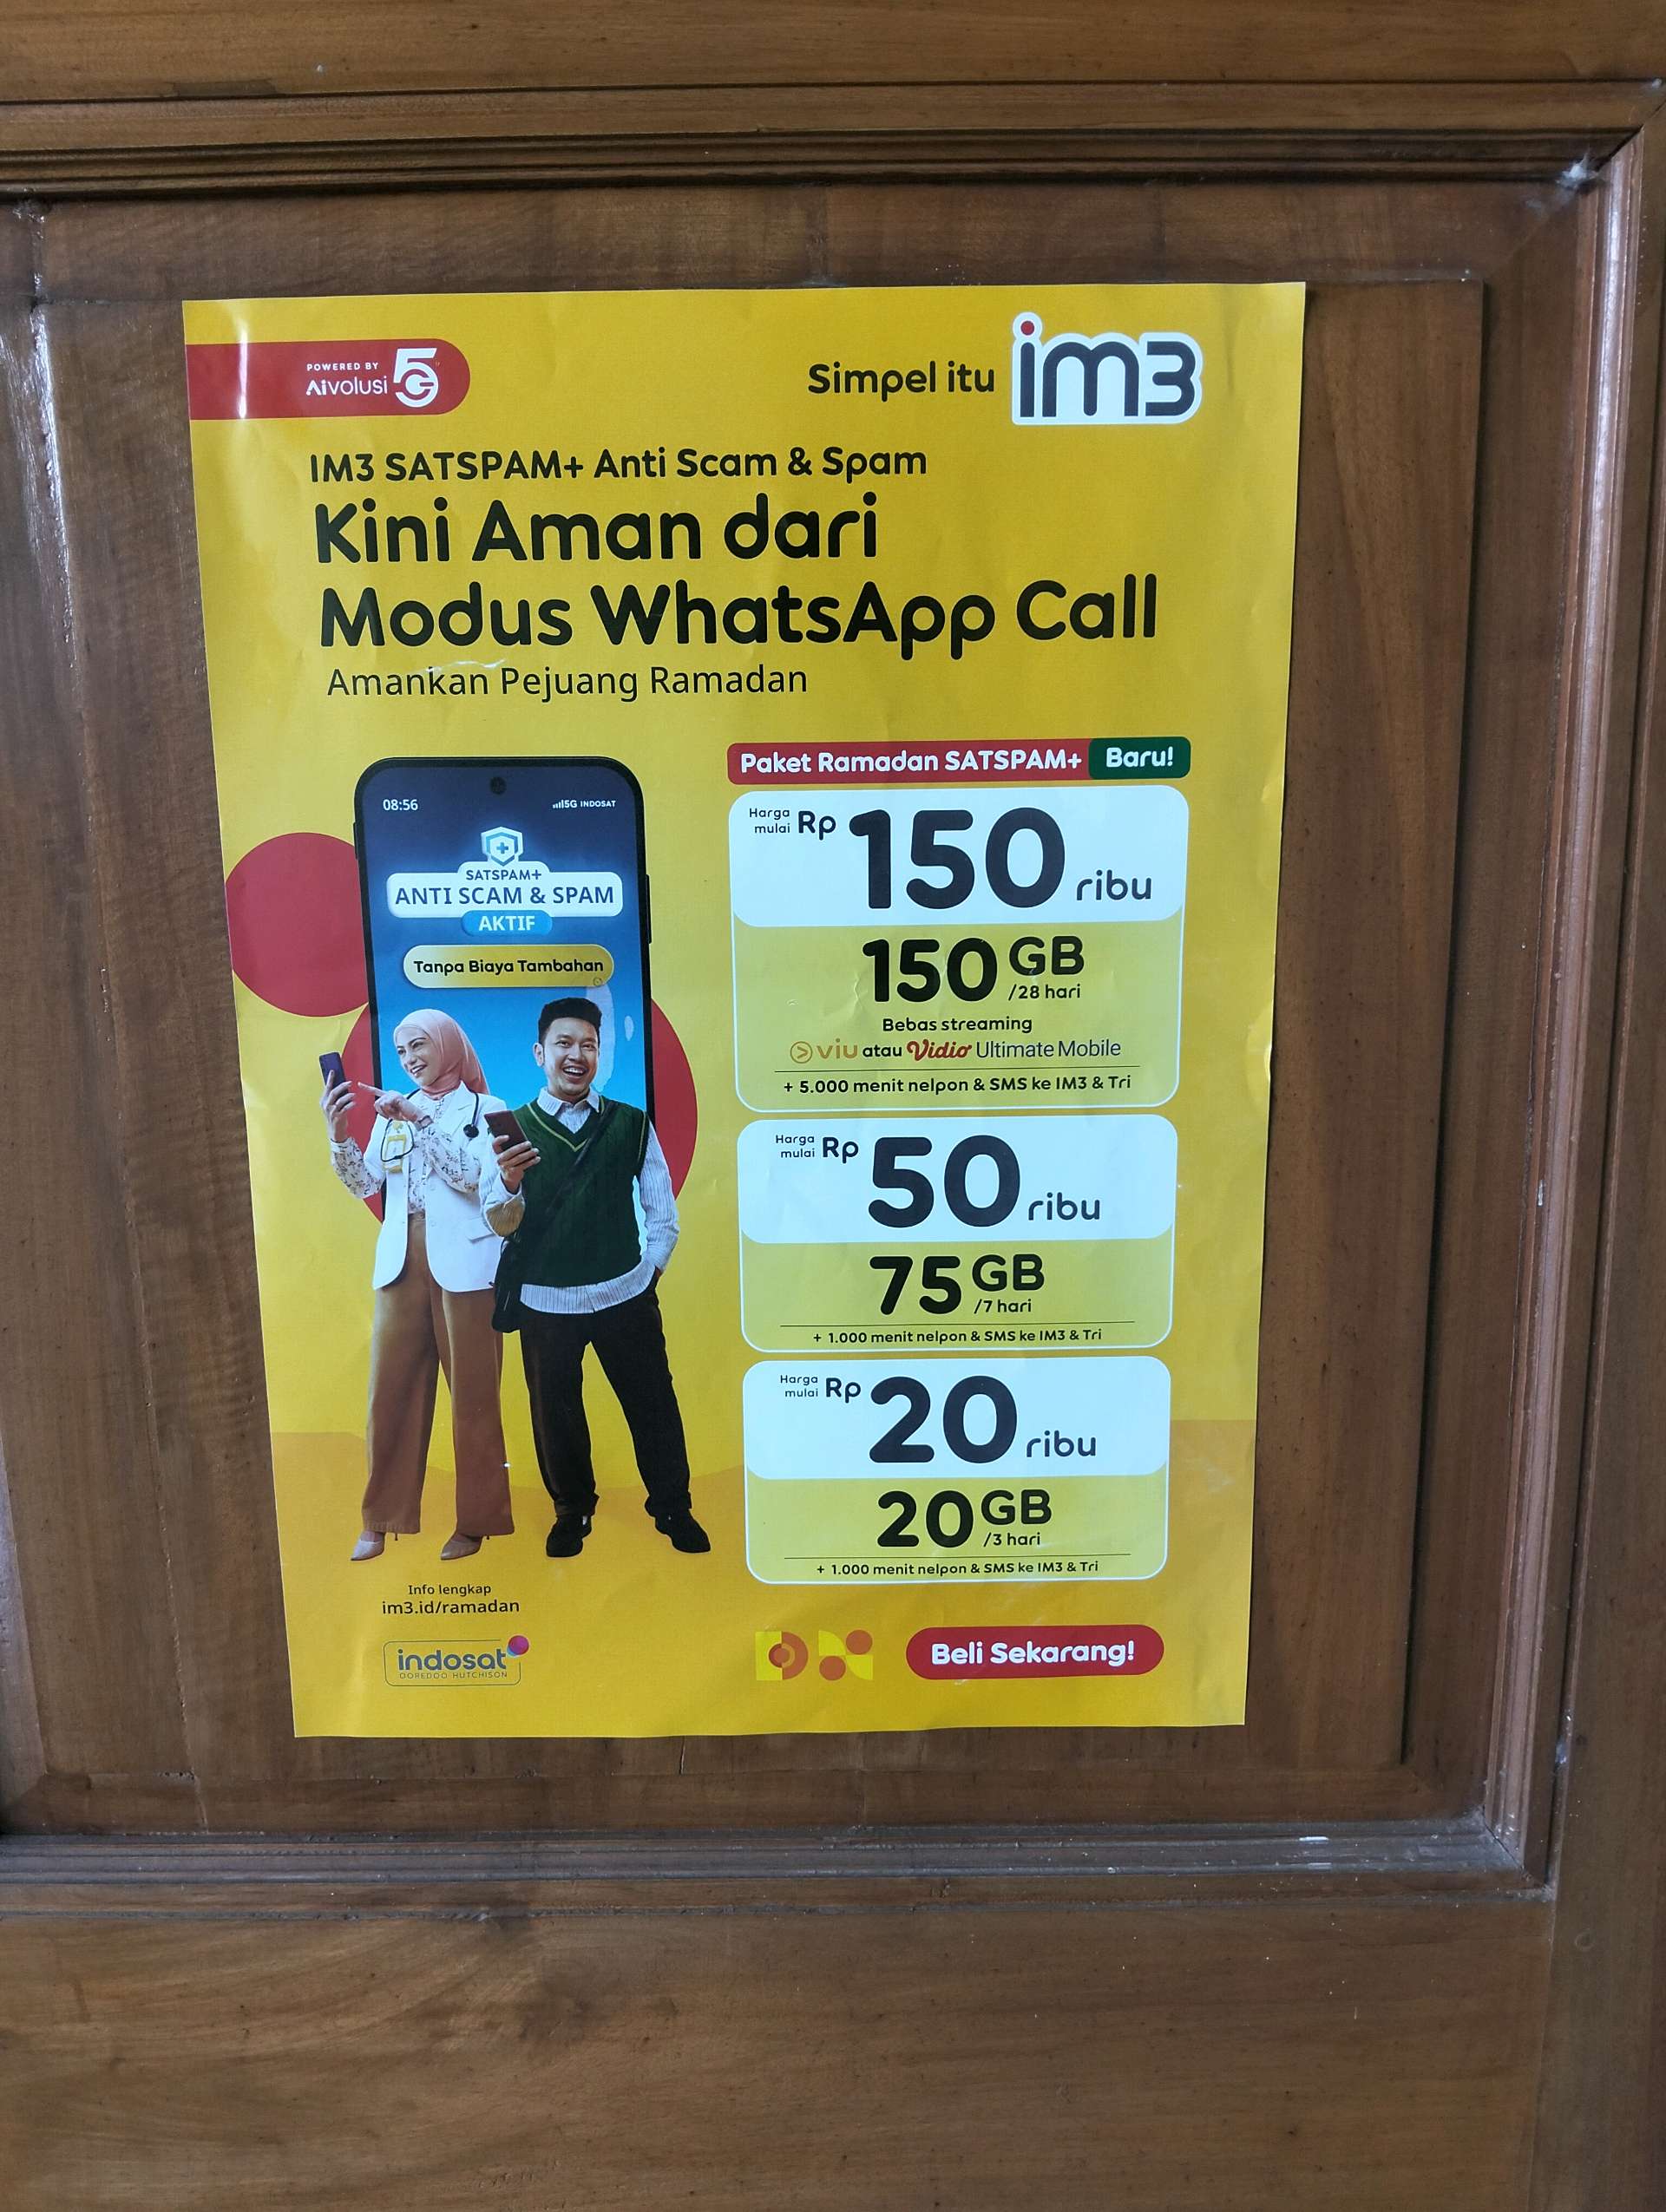 POWERED BY
AIvolusi 5G
Simpel itu im3
IM3 SATSPAM+ Anti Scam & Spam
Kini Aman dari
Modus WhatsApp Call
Amankan Pejuang Ramadan
08:56
5G INDOSAT
SATSPAM+
ANTI SCAM & SPAM
AKTIF
Tanpa Biaya Tambahan
Paket Ramadan SATSPAM+ Baru!
Harga mulai Rp 150 ribu
150 GB
/28 hari
Bebas streaming
viu atau Vidio Ultimate Mobile
+ 5.000 menit nelpon & SMS ke IM3 & Tri
Harga mulai Rp 50 ribu
75 GB
/7 hari
+ 1.000 menit nelpon & SMS ke IM3 & Tri
Harga mulai Rp 20 ribu
20 GB
/3 hari
+ 1.000 menit nelpon & SMS ke IM3 & Tri
Info lengkap
im3.id/ramadan
indosat
OOREDOO HUTCHISON
Beli Sekarang!